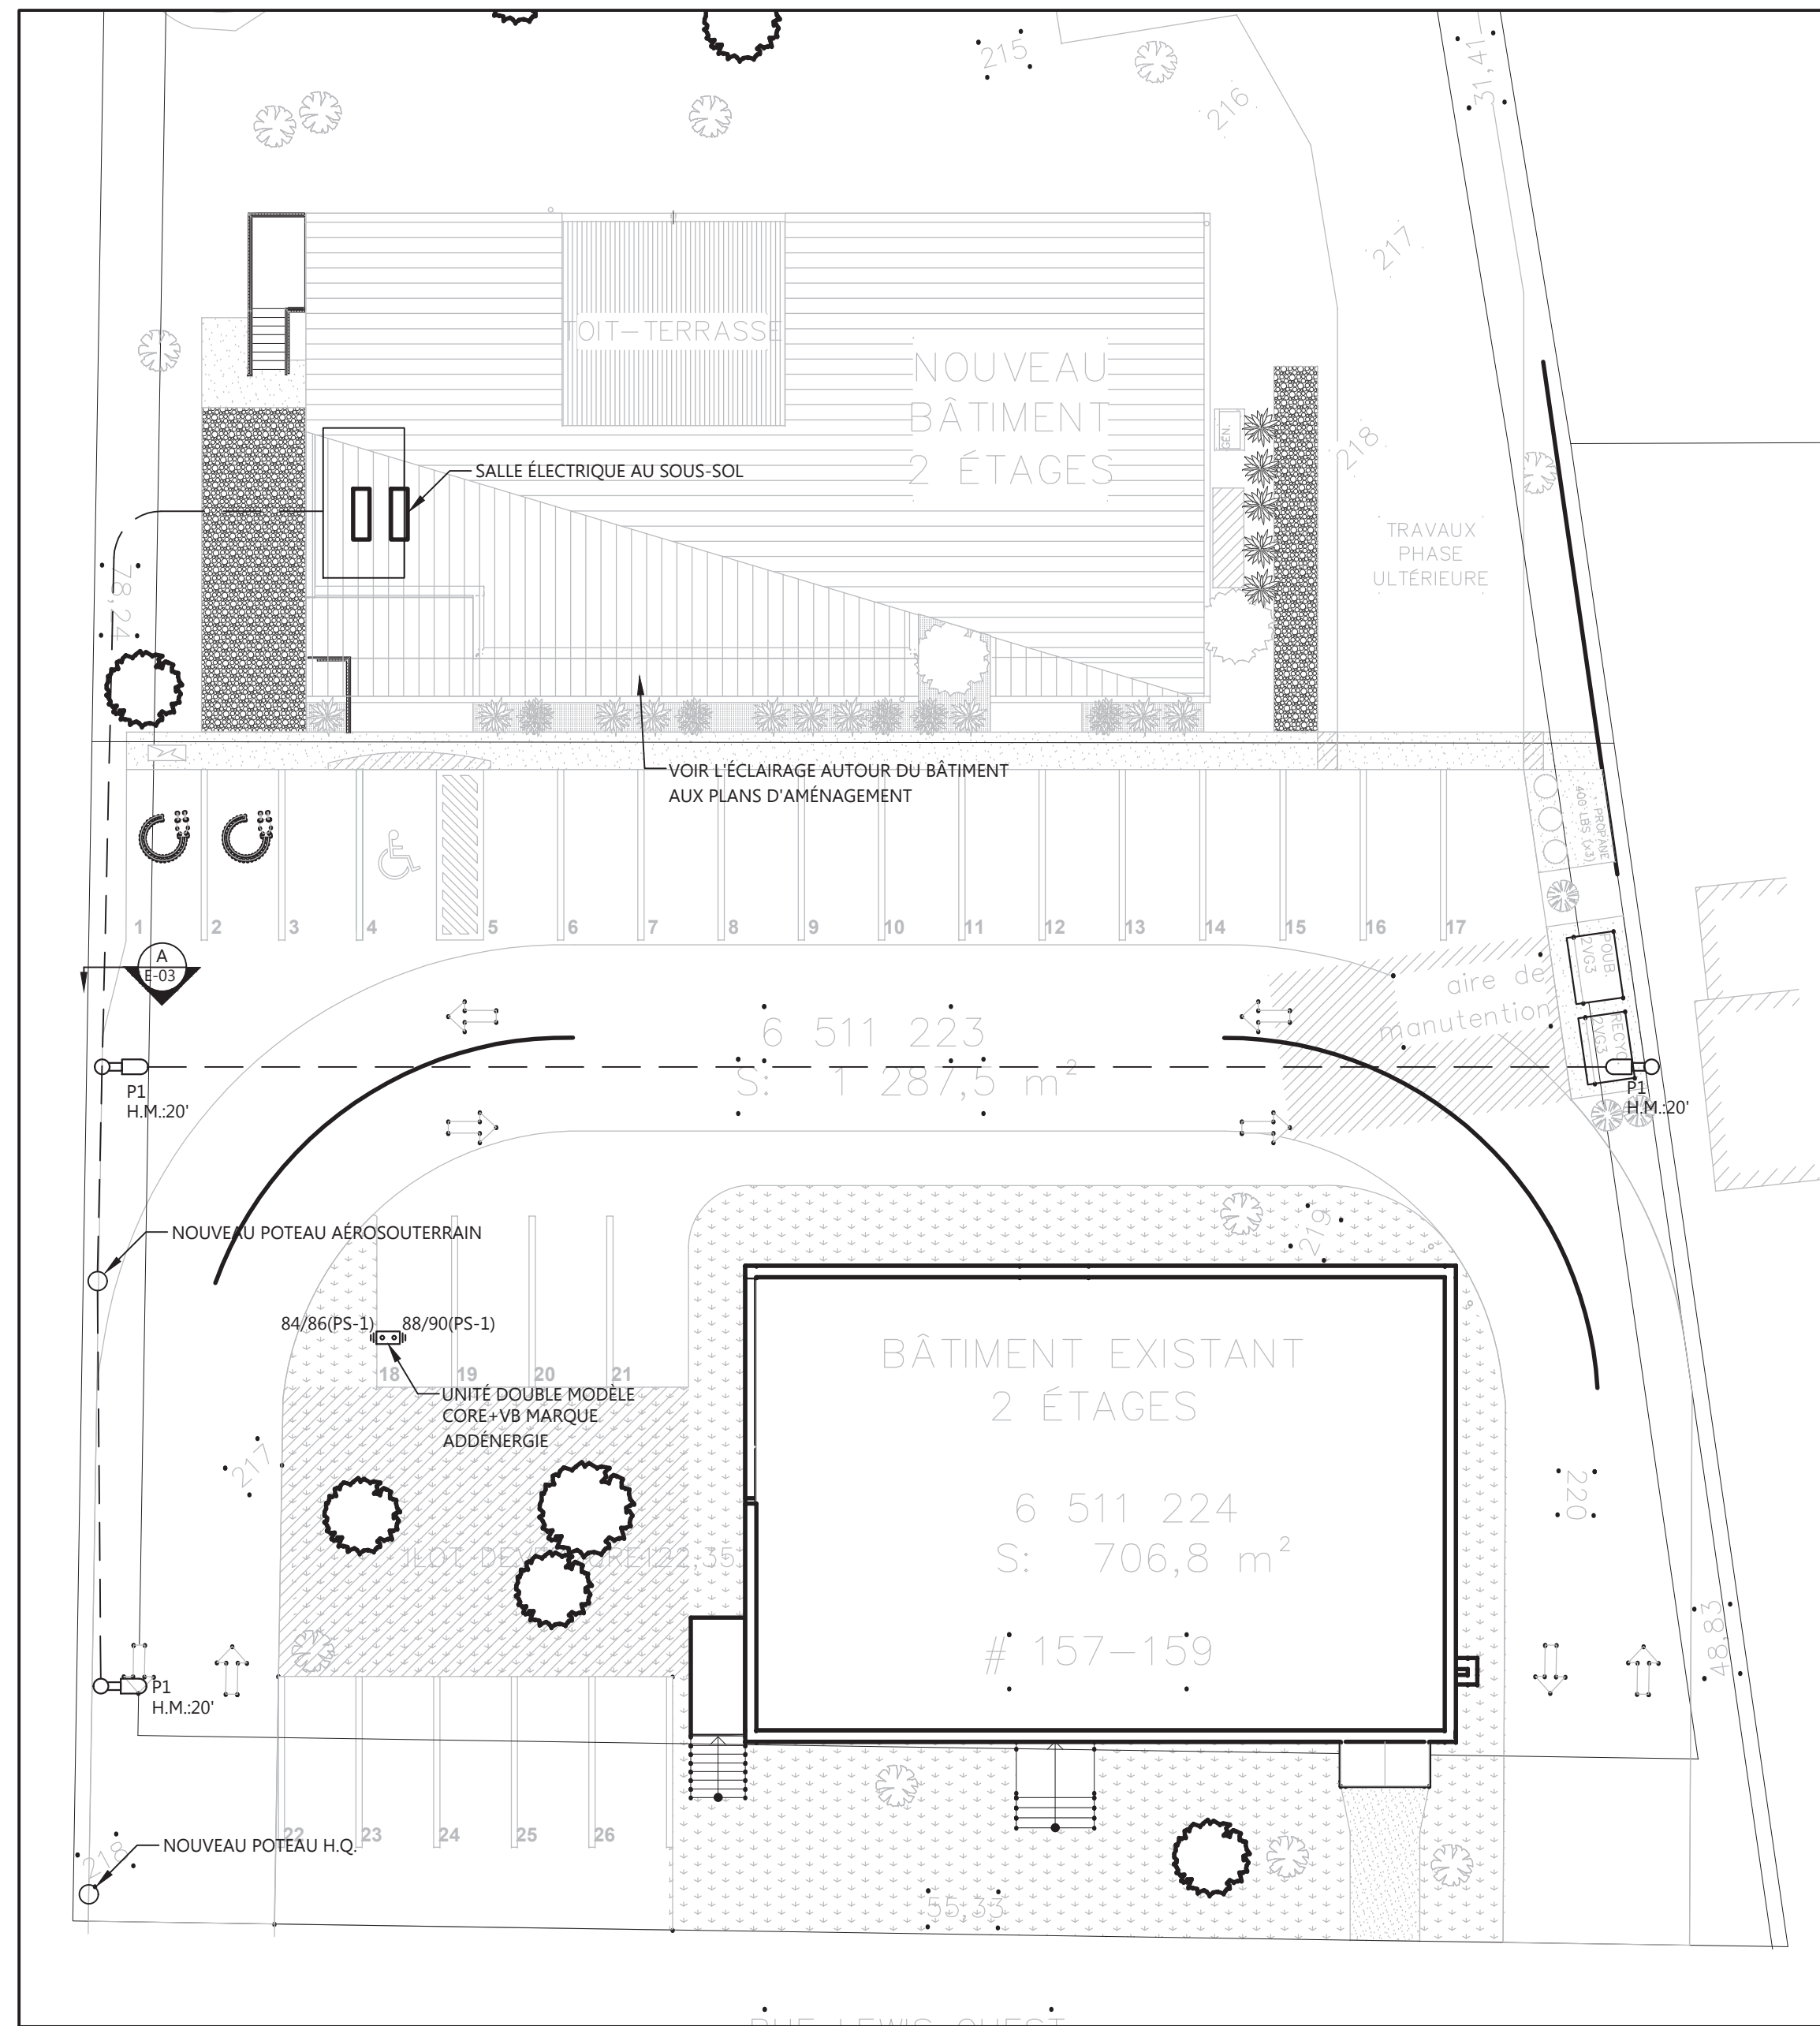 215
31,41
216
217
TOIT-TERRASSE
NOUVEAU
BÂTIMENT
2 ÉTAGES
GÉN.
218
SALLE ÉLECTRIQUE AU SOUS-SOL
TRAVAUX
PHASE
ULTÉRIEURE
78,24
VOIR L'ÉCLAIRAGE AUTOUR DU BÂTIMENT
AUX PLANS D'AMÉNAGEMENT
PROPANE
400 LBS (x3)
1
2
3
4
5
6
7
8
9
10
11
12
13
14
15
16
17
A
E-03
POUB.
2VG3
aire de
manutention
RECYC
2VG3
6 511 223
S: 1 287,5 m²
P1
H.M.:20'
P1
H.M.:20'
219
NOUVEAU POTEAU AÉROSOUTERRAIN
84/86(PS-1)
88/90(PS-1)
18
19
20
21
UNITÉ DOUBLE MODÈLE
CORE+VB MARQUE
ADDÉNERGIE
BÂTIMENT EXISTANT
2 ÉTAGES
217
220
6 511 224
S: 706,8 m²
# 157-159
48,83
P1
H.M.:20'
22
23
24
25
26
NOUVEAU POTEAU H.Q.
218
55,33
RUE LEWIS OUEST